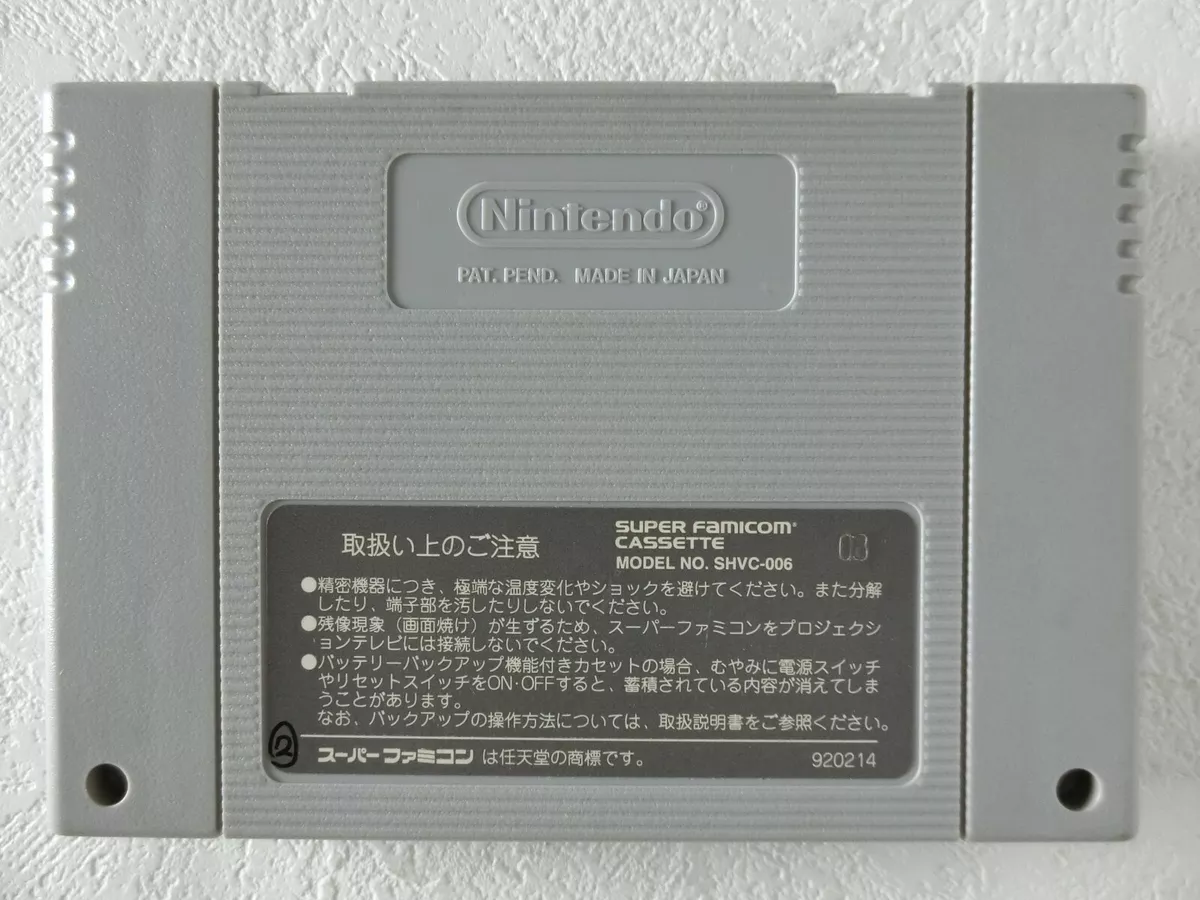 Nintendo®
PAT. PEND. MADE IN JAPAN
取扱い上のご注意
SUPER FAMICOM®
CASSETTE
MODEL NO. SHVC-006
03
●精密機器につき、極端な温度変化やショックを避けてください。また分解
したり、端子部を汚したりしないでください。
●残像現象（画面焼け）が生ずるため、スーパーファミコンをプロジェクシ
ョンテレビには接続しないでください。
●バッテリーバックアップ機能付きカセットの場合、むやみに電源スイッチ
やリセットスイッチをON・OFFすると、蓄積されている内容が消えてしま
うことがあります。
なお、バックアップの操作方法については、取扱説明書をご参照ください。
②
スーパーファミコン は任天堂の商標です。
920214